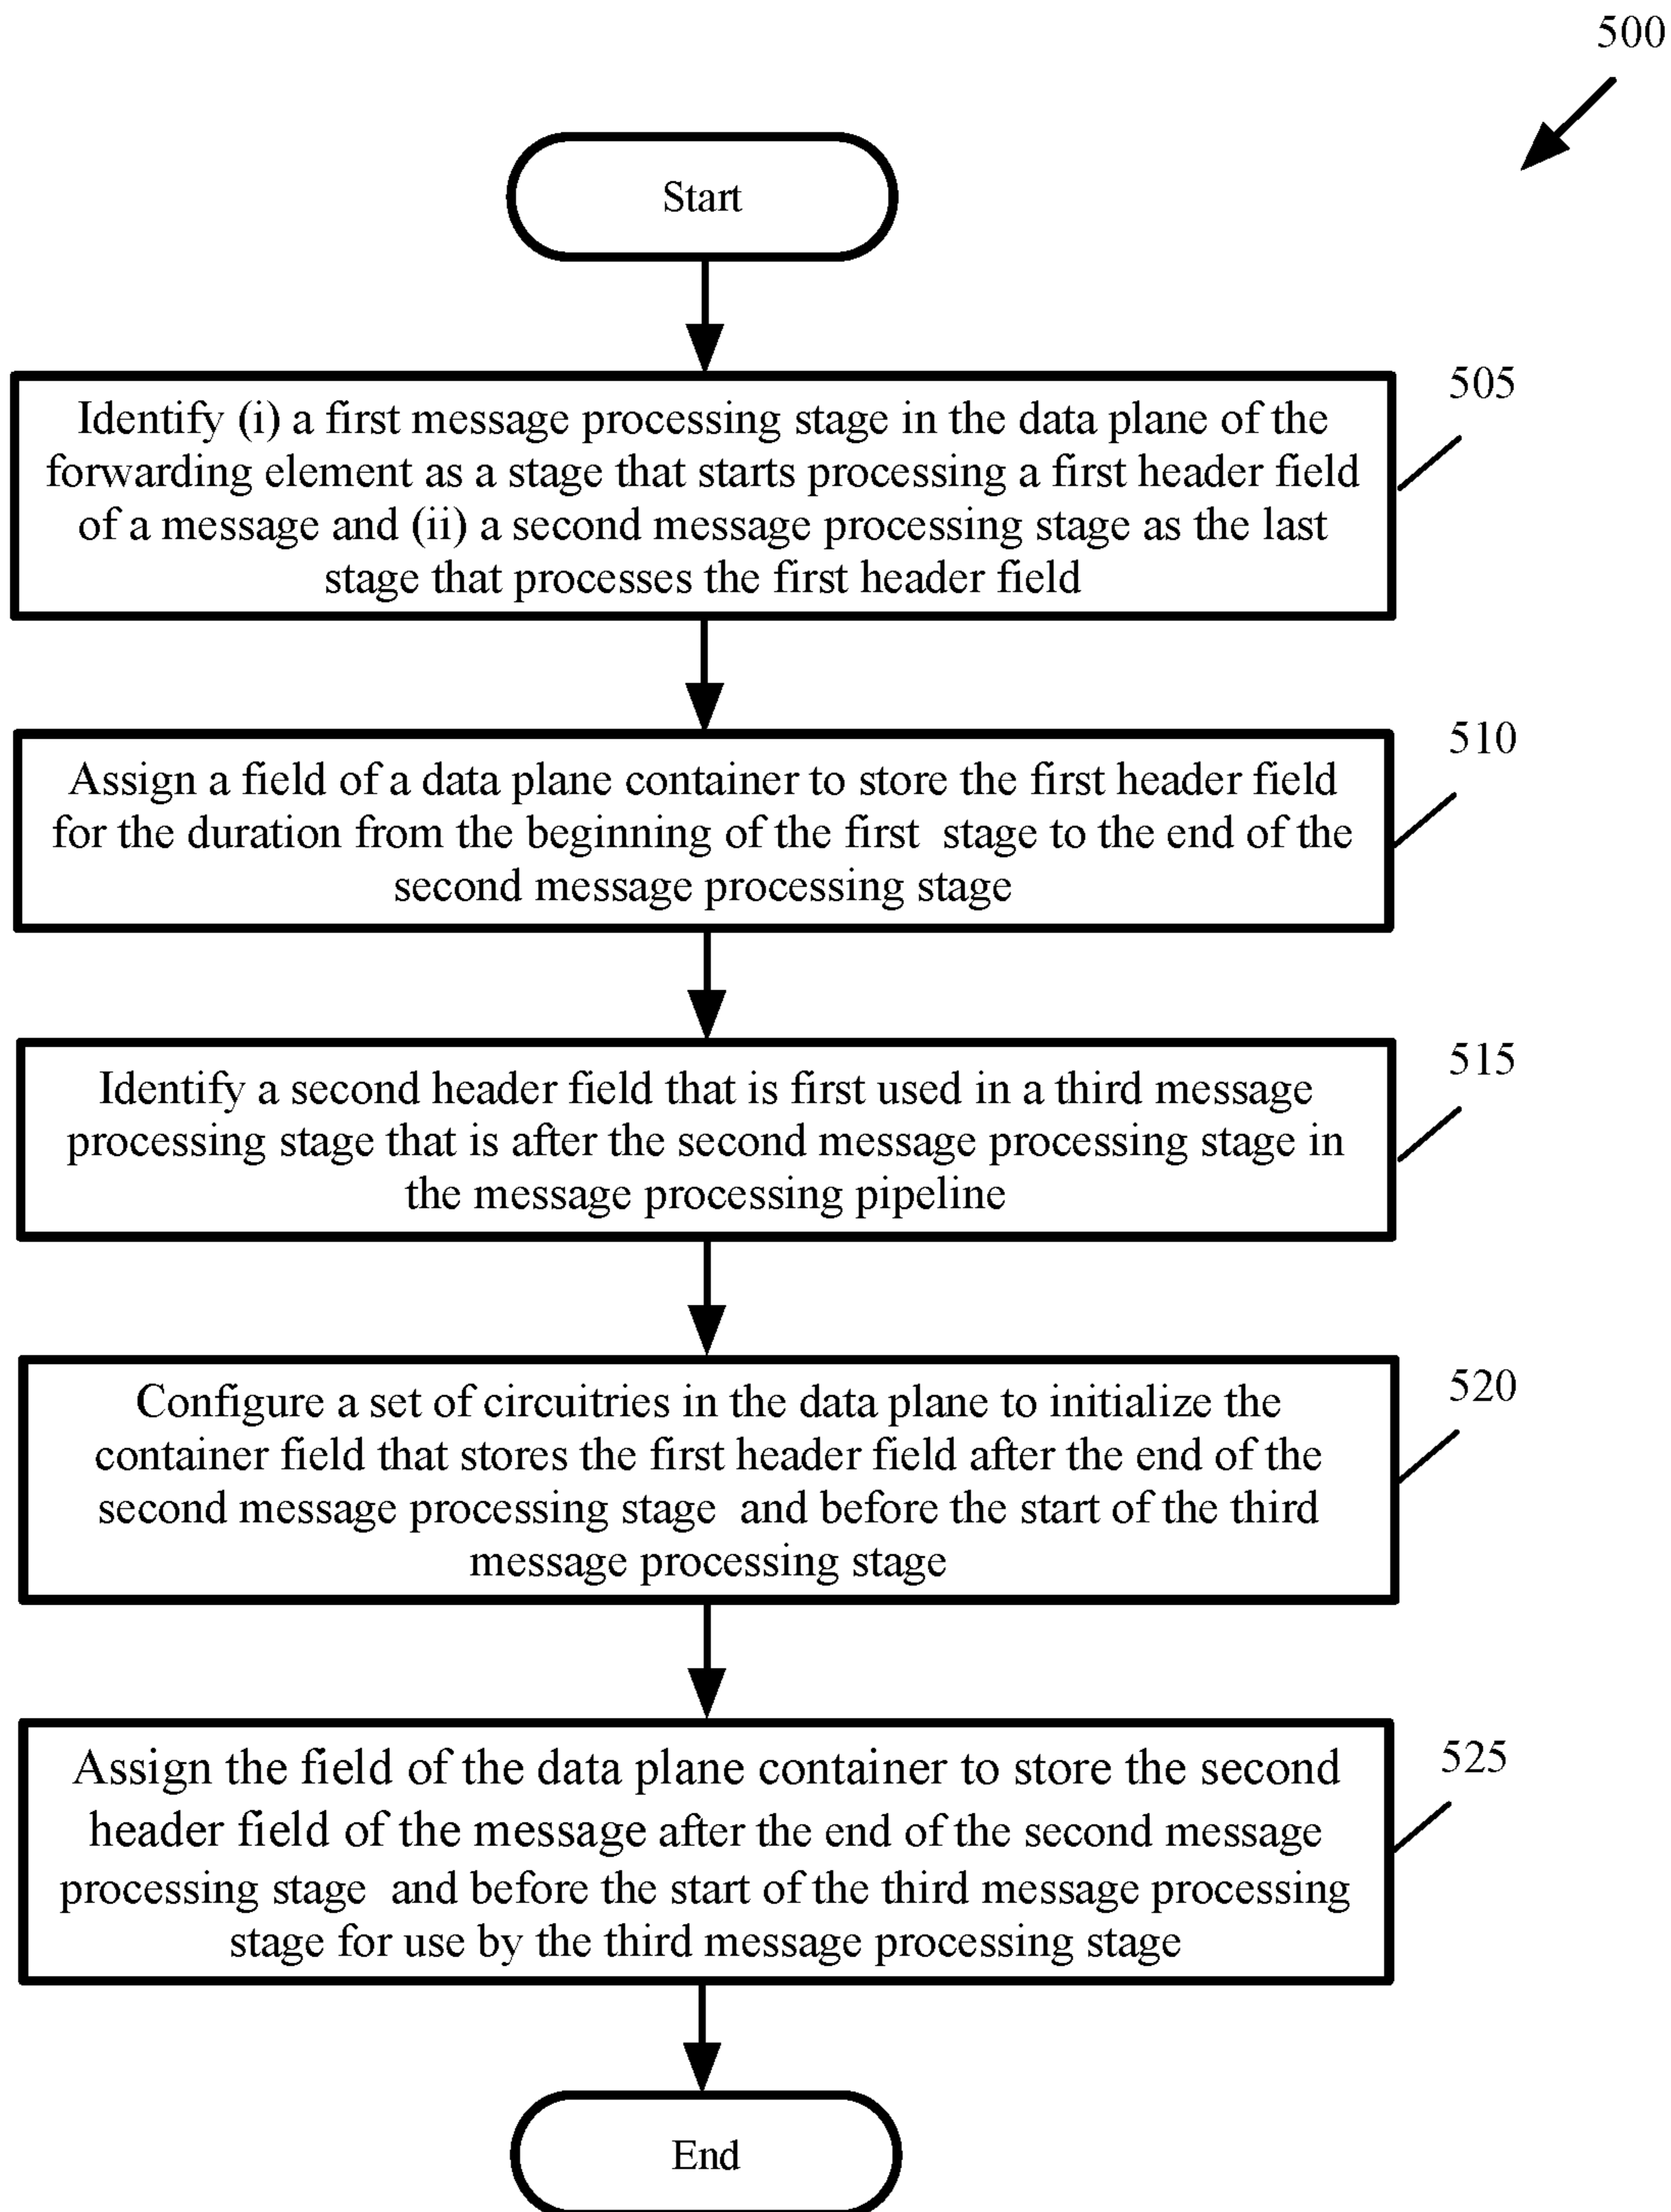 500
Start
505
Identify (i) a first message processing stage in the data plane of the
forwarding element as a stage that starts processing a first header field
of a message and (ii) a second message processing stage as the last
stage that processes the first header field
510
Assign a field of a data plane container to store the first header field
for the duration from the beginning of the first stage to the end of the
second message processing stage
515
Identify a second header field that is first used in a third message
processing stage that is after the second message processing stage in
the message processing pipeline
520
Configure a set of circuitries in the data plane to initialize the
container field that stores the first header field after the end of the
second message processing stage and before the start of the third
message processing stage
525
Assign the field of the data plane container to store the second
header field of the message after the end of the second message
processing stage and before the start of the third message processing
stage for use by the third message processing stage
End